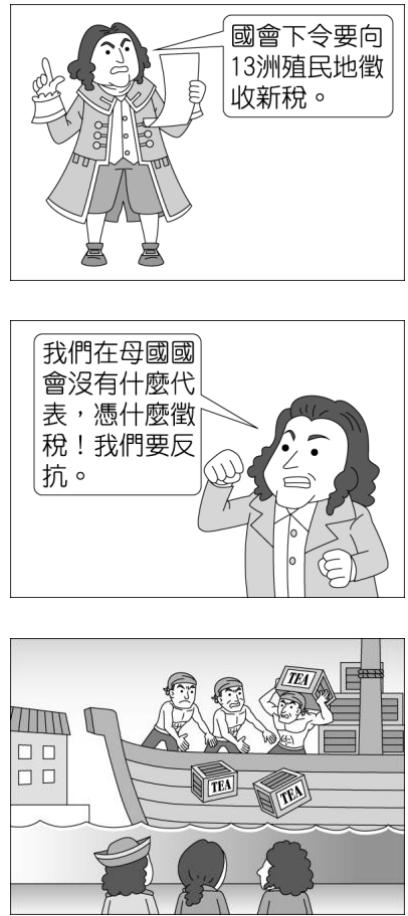 國會下令要向
13洲殖民地徵
收新稅。
我們在母國國
會沒有什麼代
表，憑什麼徵
稅！我們要反
抗。
TEA
TEA
TEA